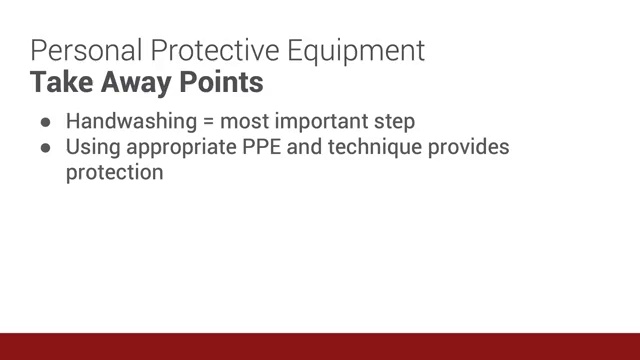 Personal Protective Equipment
Take Away Points
● Handwashing = most important step
● Using appropriate PPE and technique provides
protection